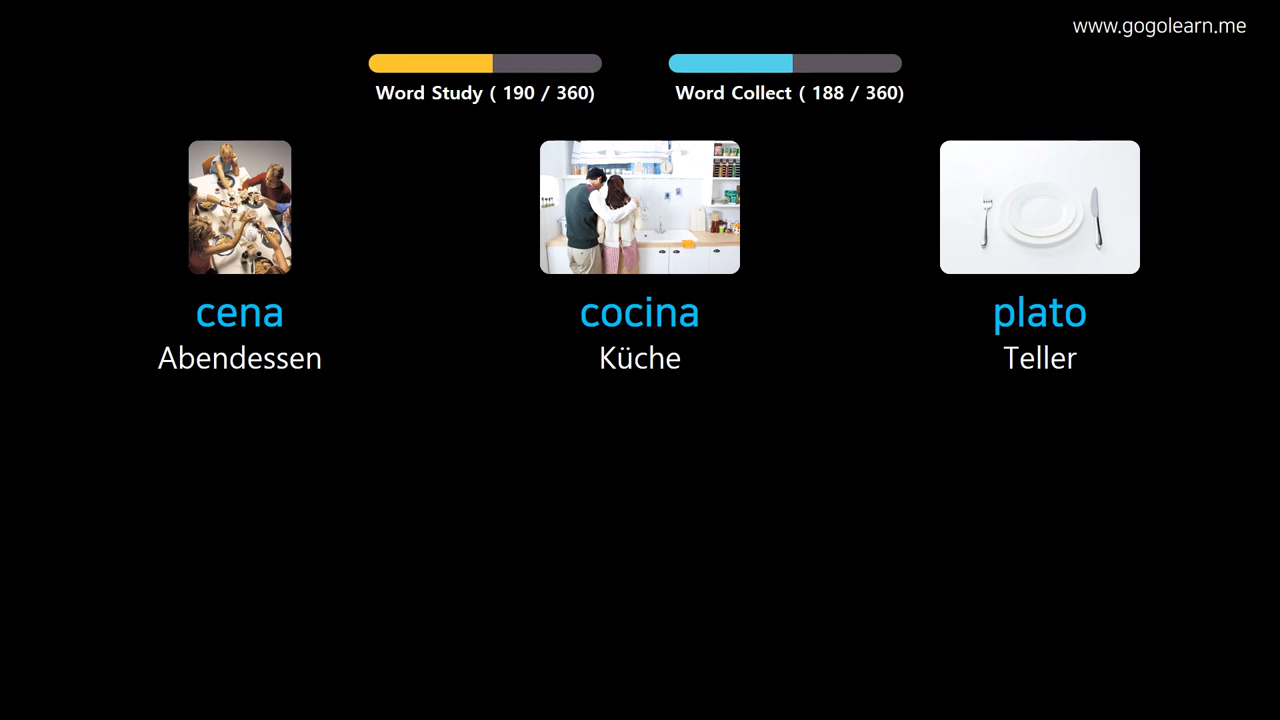 www.gogolearn.me
Word Study ( 190 / 360)
Word Collect ( 188 / 360)
cena
Abendessen
cocina
Küche
plato
Teller